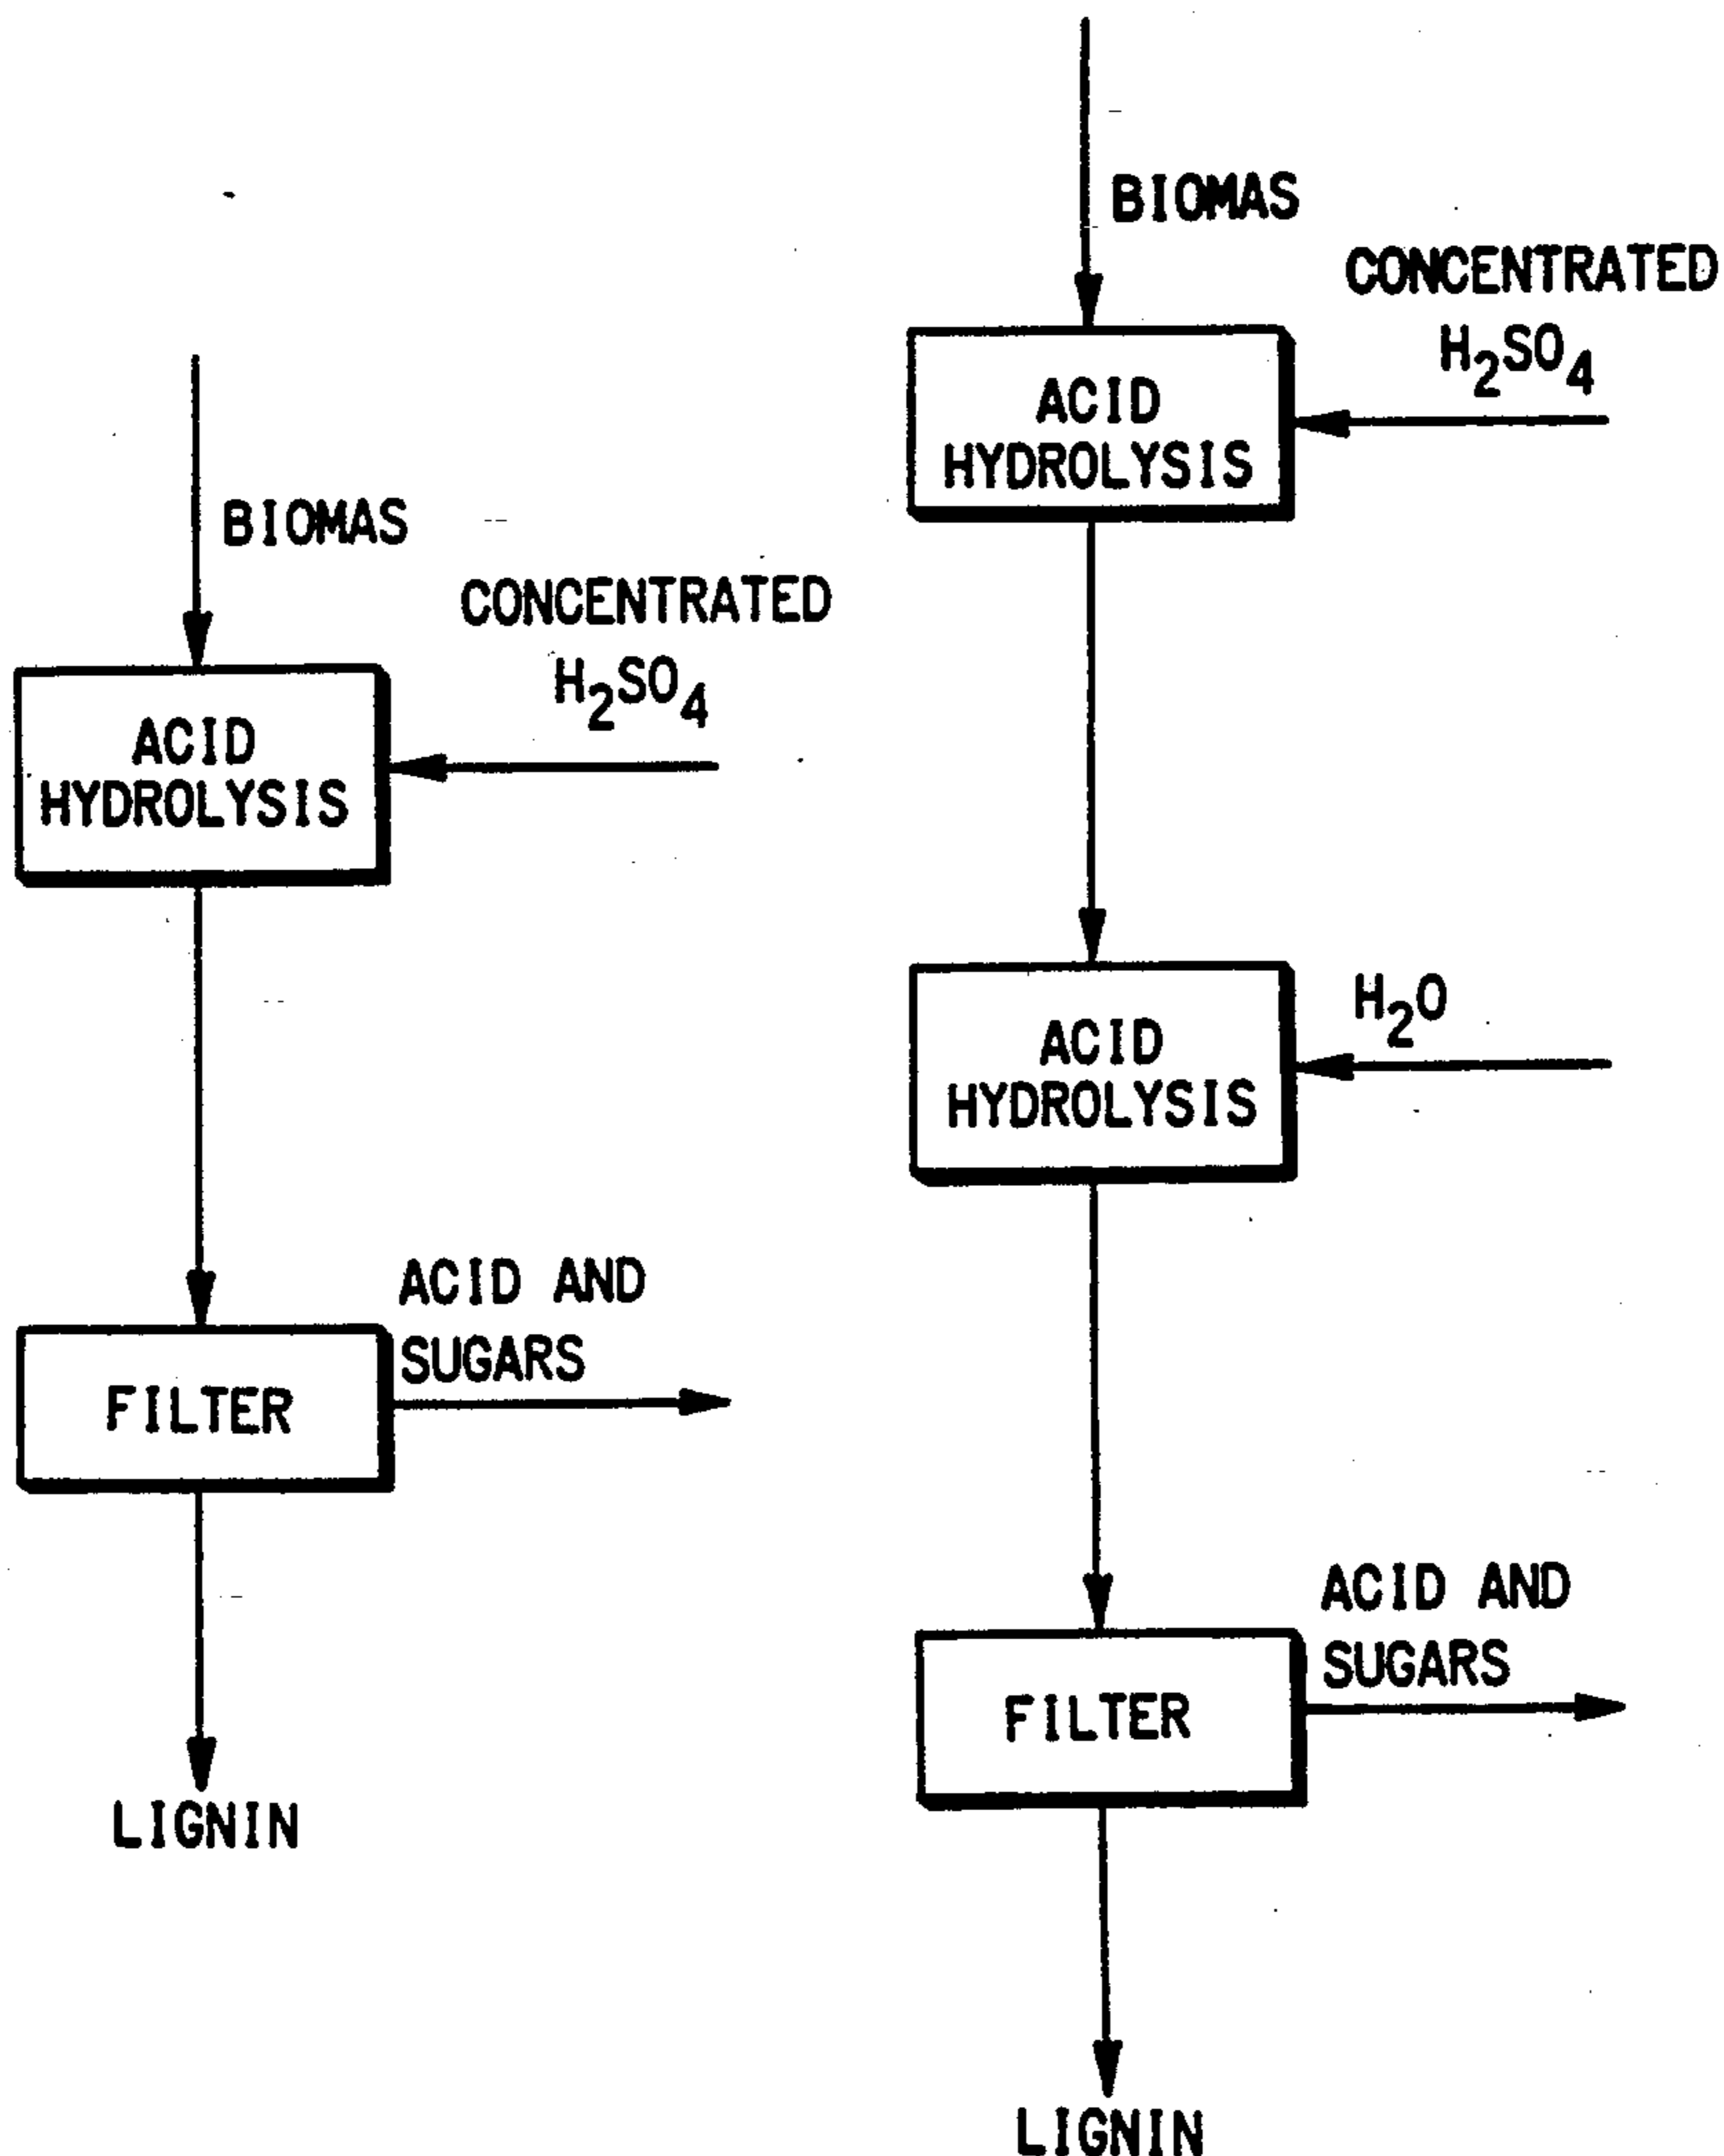 BIOMAS
CONCENTRATED
H₂SO₄
ACID
HYDROLYSIS
ACID AND
SUGARS
FILTER
LIGNIN
BIOMAS
CONCENTRATED
H₂SO₄
ACID
HYDROLYSIS
H₂O
ACID
HYDROLYSIS
ACID AND
SUGARS
FILTER
LIGNIN